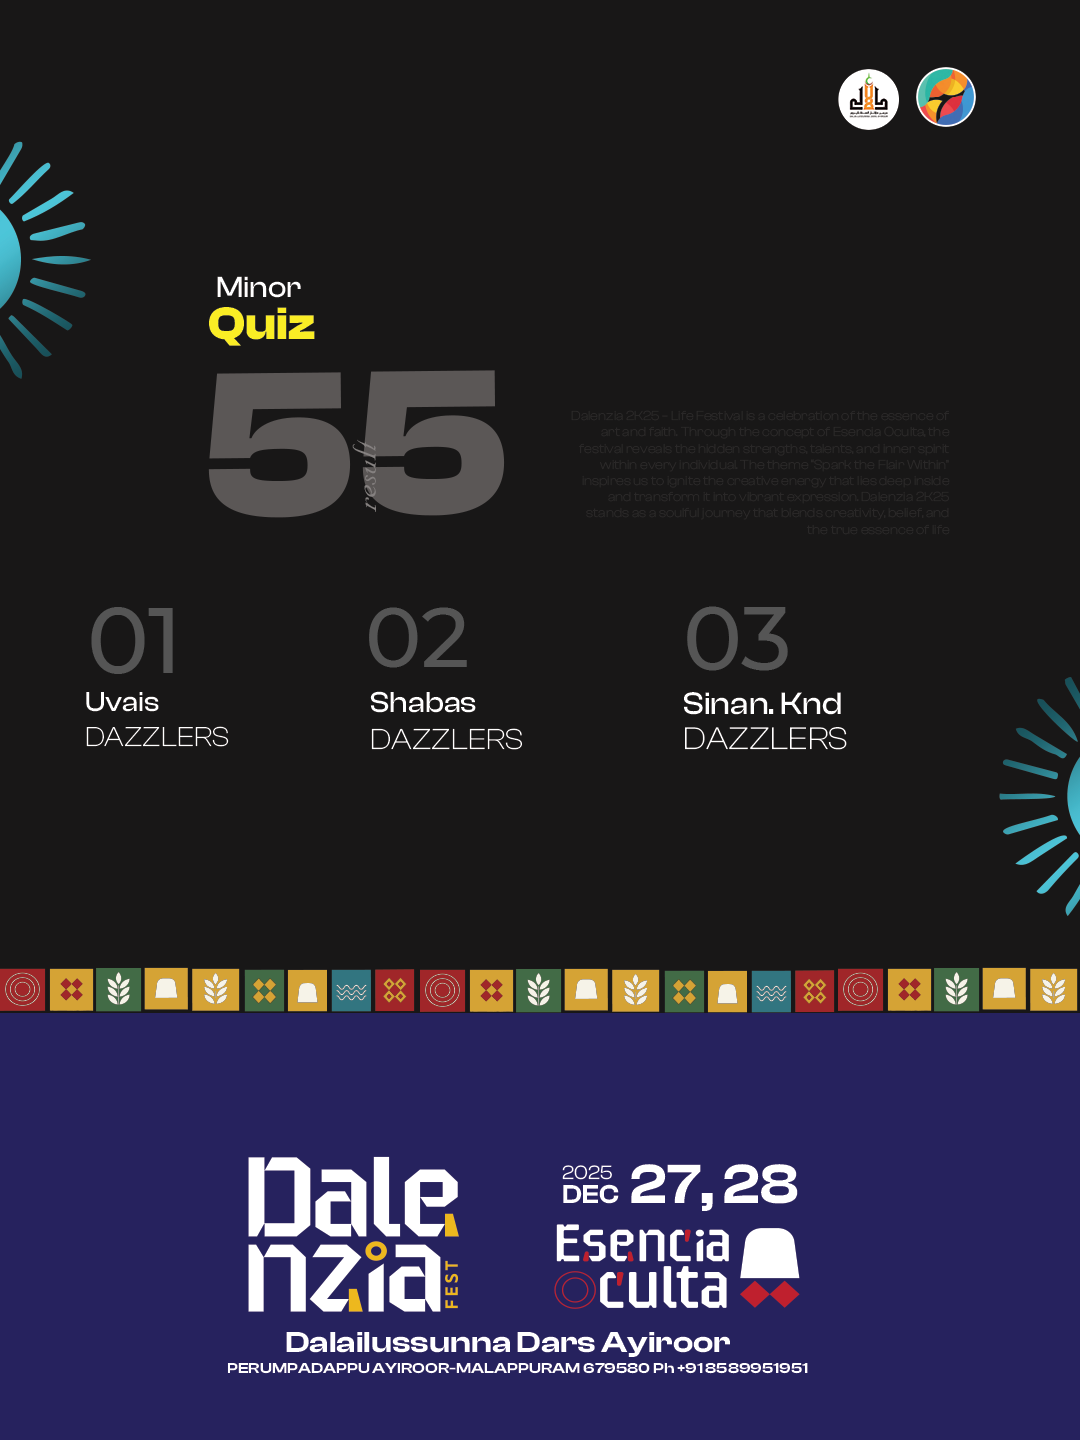 Minor
Quiz
55
result
Dalenzia 2K25 - Life Festival is a celebration of the essence of
art and faith. Through the concept of Esencia Oculta, the
festival reveals the hidden strengths, talents, and inner spirit
within every individual. The theme "Spark the Flair Within"
inspires us to ignite the creative energy that lies deep inside
and transform it into vibrant expression. Dalenzia 2K25
stands as a soulful journey that blends creativity, belief, and
the true essence of life
01
02
03
Uvais
Shabas
Sinan. Knd
DAZZLERS
DAZZLERS
DAZZLERS
Dale
nzia
FEST
2025
DEC 27, 28
Esencia
Oculta
Dalailussunna Dars Ayiroor
PERUMPADAPPU AYIROOR-MALAPPURAM 679580 Ph +918589951951